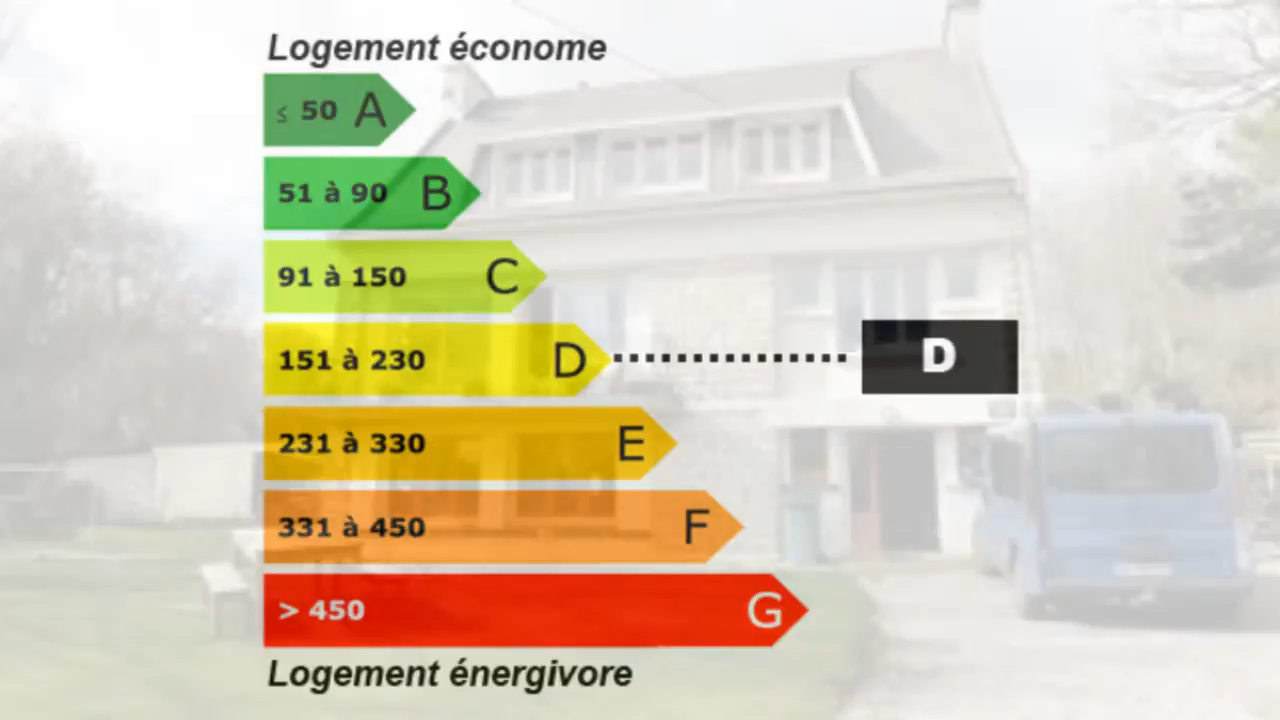 Logement économe
≤ 50 A
51 à 90 B
91 à 150 C
151 à 230 D D
231 à 330 E
331 à 450 F
> 450 G
Logement énergivore